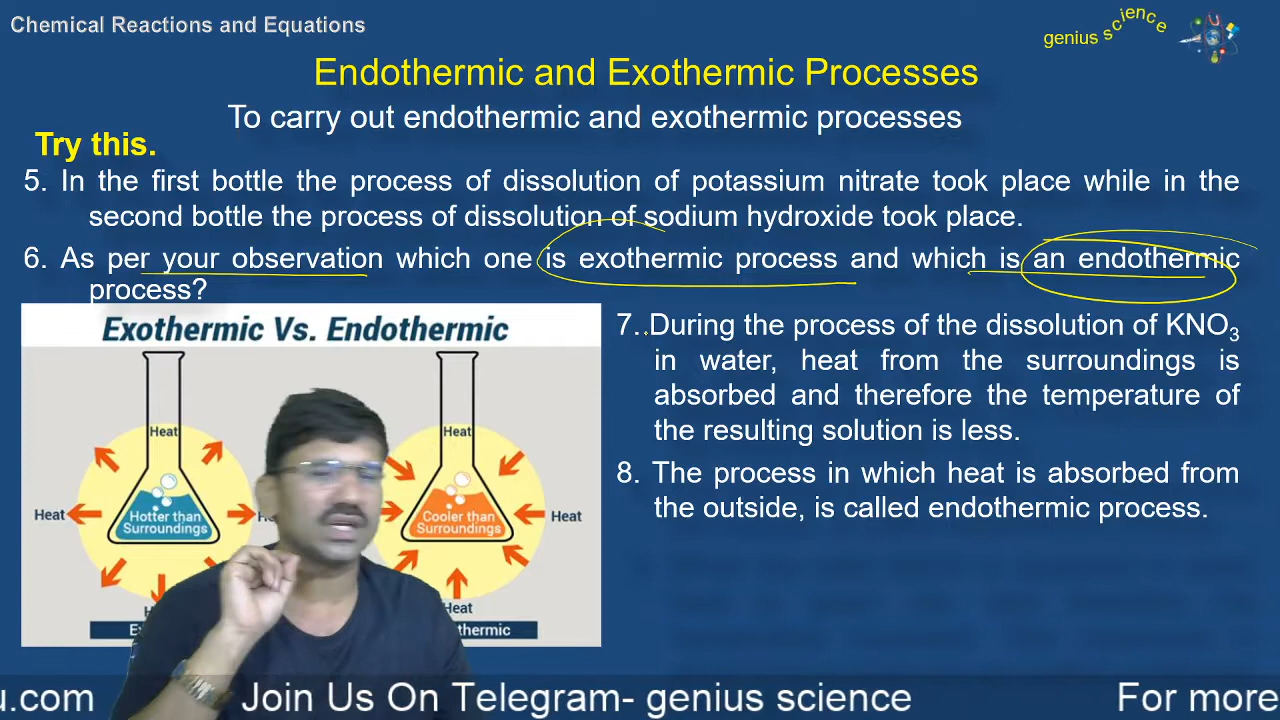 Chemical Reactions and Equations
genius science
Endothermic and Exothermic Processes
To carry out endothermic and exothermic processes
Try this.
5. In the first bottle the process of dissolution of potassium nitrate took place while in the
second bottle the process of dissolution of sodium hydroxide took place.
6. As per your observation which one is exothermic process and which is an endothermic
process?
Exothermic Vs. Endothermic
Heat
Heat
Hotter than
Surroundings
Heat
Cooler than
Surroundings
Heat
Heat
7. During the process of the dissolution of KNO₃
in water, heat from the surroundings is
absorbed and therefore the temperature of
the resulting solution is less.
8. The process in which heat is absorbed from
the outside, is called endothermic process.
u.com
Join Us On Telegram- genius science
For more